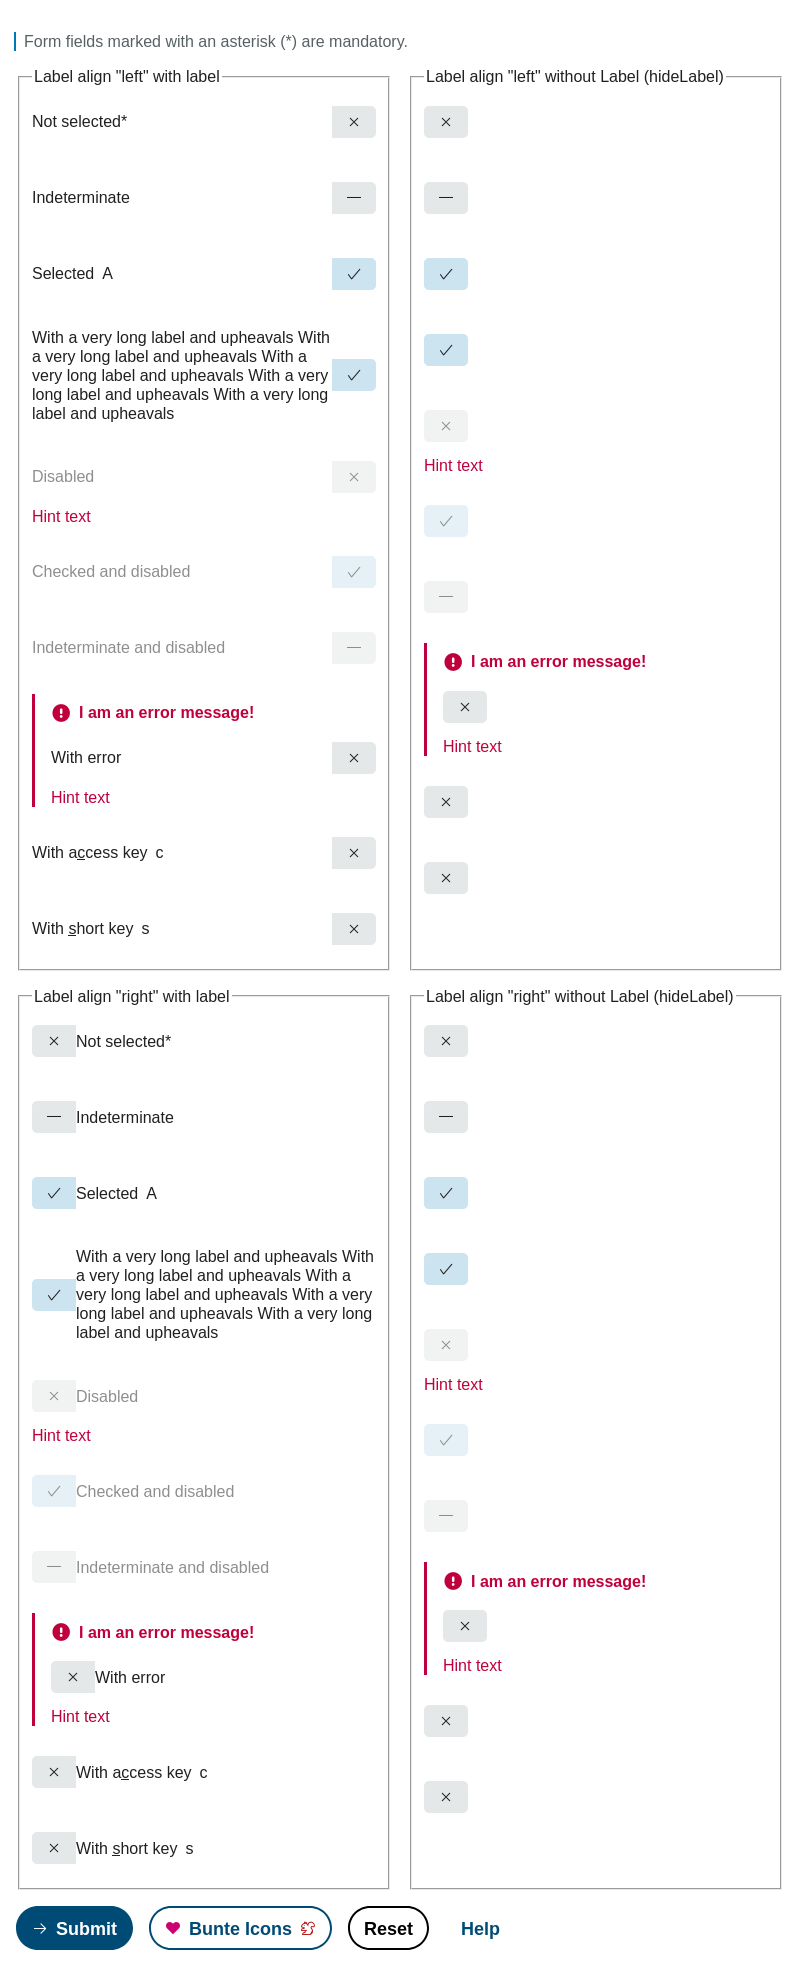 Form fields marked with an asterisk (*) are mandatory.
Label align "left" with label
Not selected*
Indeterminate
Selected A
With a very long label and upheavals With
a very long label and upheavals With a
very long label and upheavals With a very
long label and upheavals With a very long
label and upheavals
Disabled
Hint text
Checked and disabled
Indeterminate and disabled
I am an error message!
With error
Hint text
With access key c
With short key s
Label align "left" without Label (hideLabel)
Hint text
I am an error message!
Hint text
Label align "right" with label
Not selected*
Indeterminate
Selected A
With a very long label and upheavals With
a very long label and upheavals With a
very long label and upheavals With a very
long label and upheavals With a very long
label and upheavals
Disabled
Hint text
Checked and disabled
Indeterminate and disabled
I am an error message!
With error
Hint text
With access key c
With short key s
Label align "right" without Label (hideLabel)
Hint text
I am an error message!
Hint text
Submit
Bunte Icons
Reset
Help